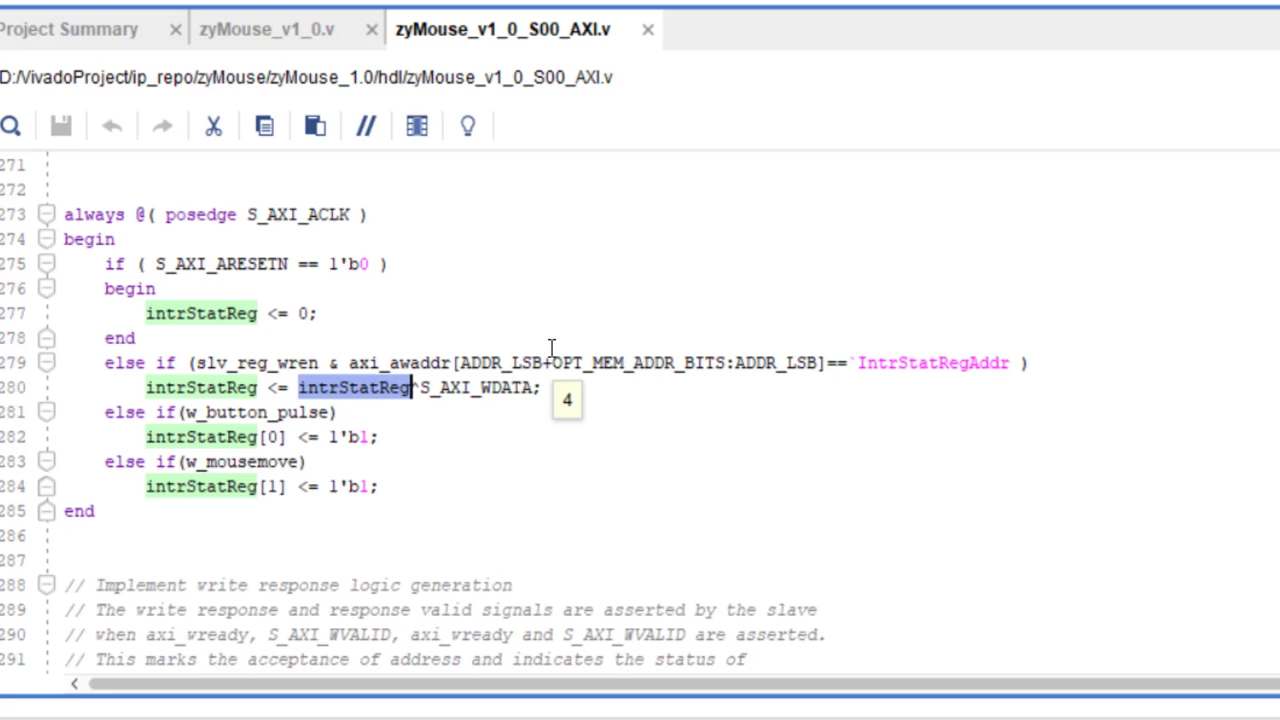 Project Summary × zyMouse_v1_0.v × zyMouse_v1_0_S00_AXI.v ×
D:/VivadoProject/ip_repo/zyMouse/zyMouse_1.0/hdl/zyMouse_v1_0_S00_AXI.v
271
272
273 always @( posedge S_AXI_ACLK )
274 begin
275 if ( S_AXI_ARESETN == 1'b0 )
276 begin
277 intrStatReg <= 0;
278 end
279 else if (slv_reg_wren & axi_awaddr[ADDR_LSB+OPT_MEM_ADDR_BITS:ADDR_LSB]==`IntrStatRegAddr )
280 intrStatReg <= intrStatReg^S_AXI_WDATA;
4
281 else if(w_button_pulse)
282 intrStatReg[0] <= 1'b1;
283 else if(w_mousemove)
284 intrStatReg[1] <= 1'b1;
285 end
286
287
288 // Implement write response logic generation
289 // The write response and response valid signals are asserted by the slave
290 // when axi_wready, S_AXI_WVALID, axi_wready and S_AXI_WVALID are asserted.
291 // This marks the acceptance of address and indicates the status of